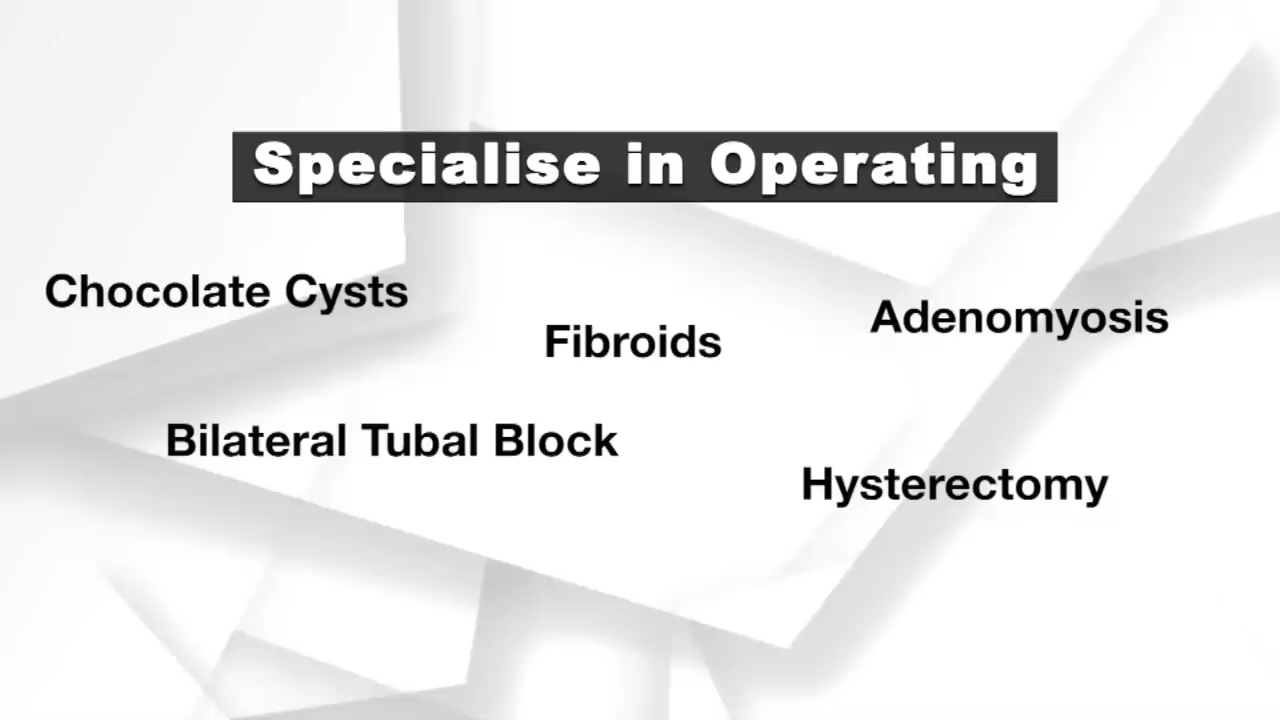 Specialise in Operating
Chocolate Cysts
Fibroids
Adenomyosis
Bilateral Tubal Block
Hysterectomy